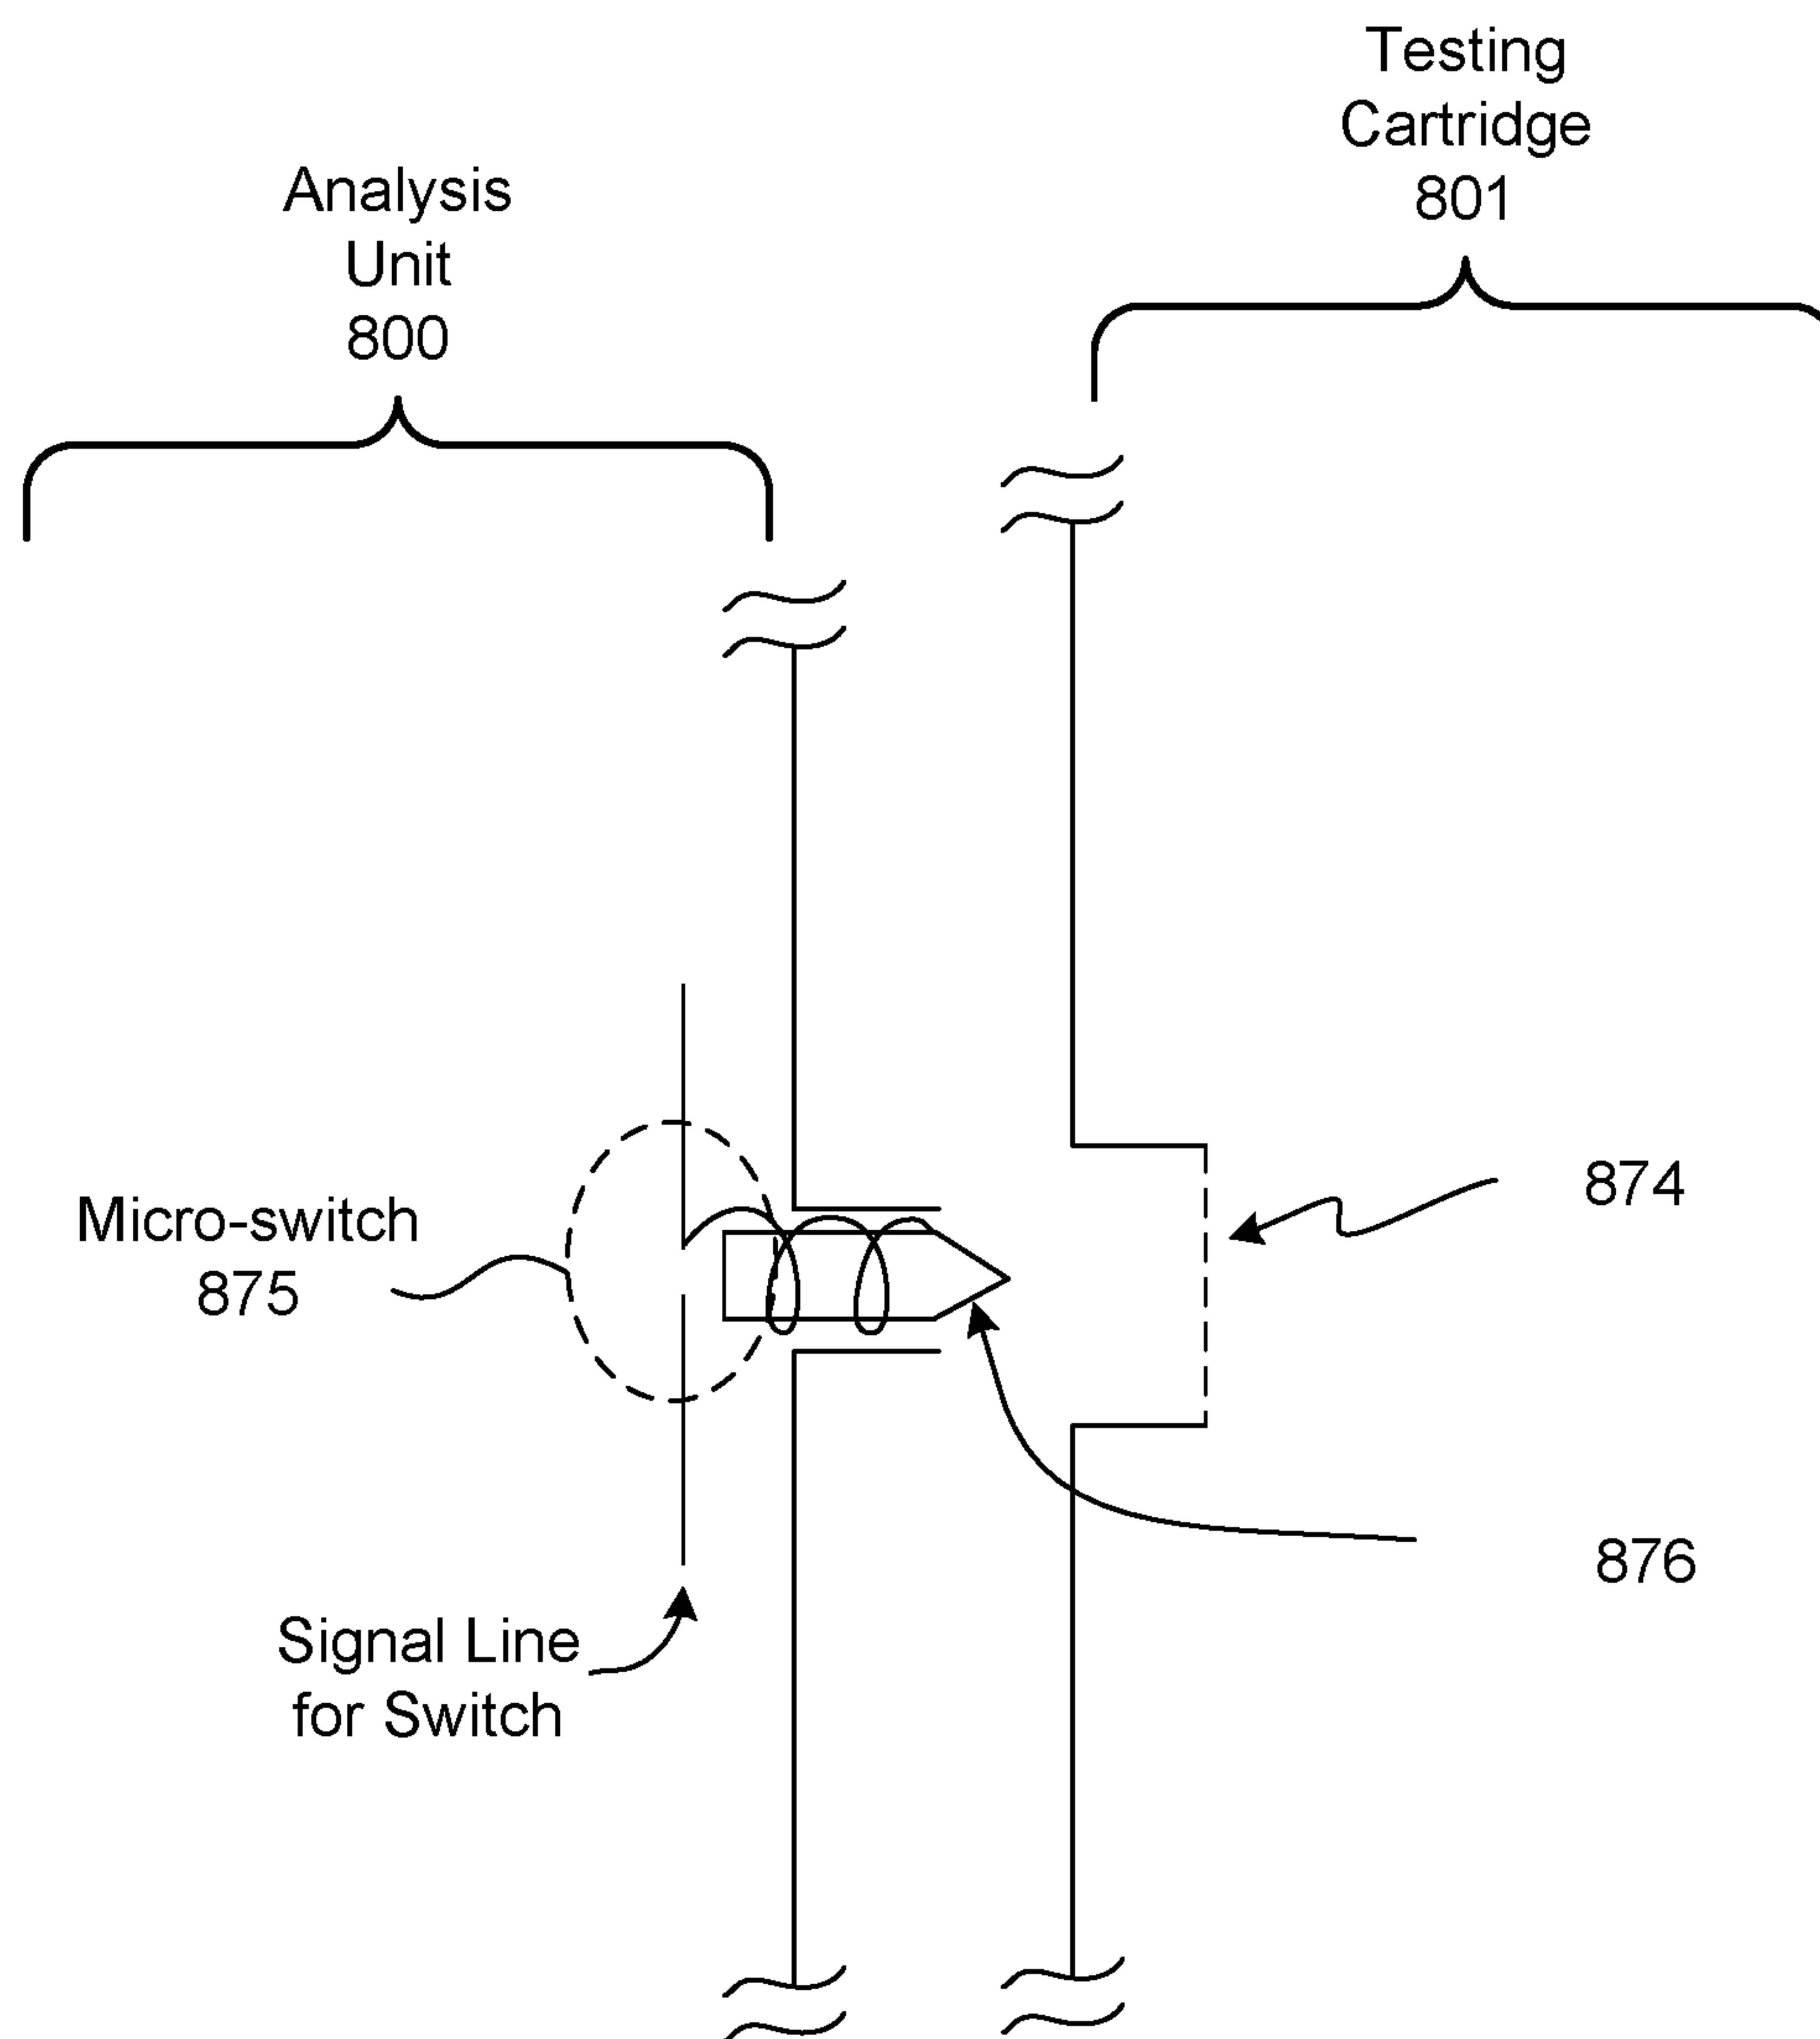 Testing
Cartridge
801
Analysis
Unit
800
874
Micro-switch
875
876
Signal Line
for Switch